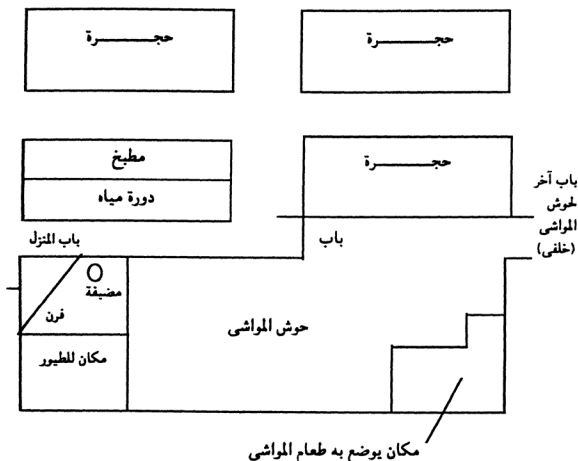 حجـــــرة
حجـــــرة
مطبخ
حجـــــرة
دورة مياه
باب آخر
لحوش
المواشى
(خلفى)
باب المنزل
باب
مضيفة
فرن
حوش المواشى
مكان للطيور
مكان يوضع به طعام المواشى